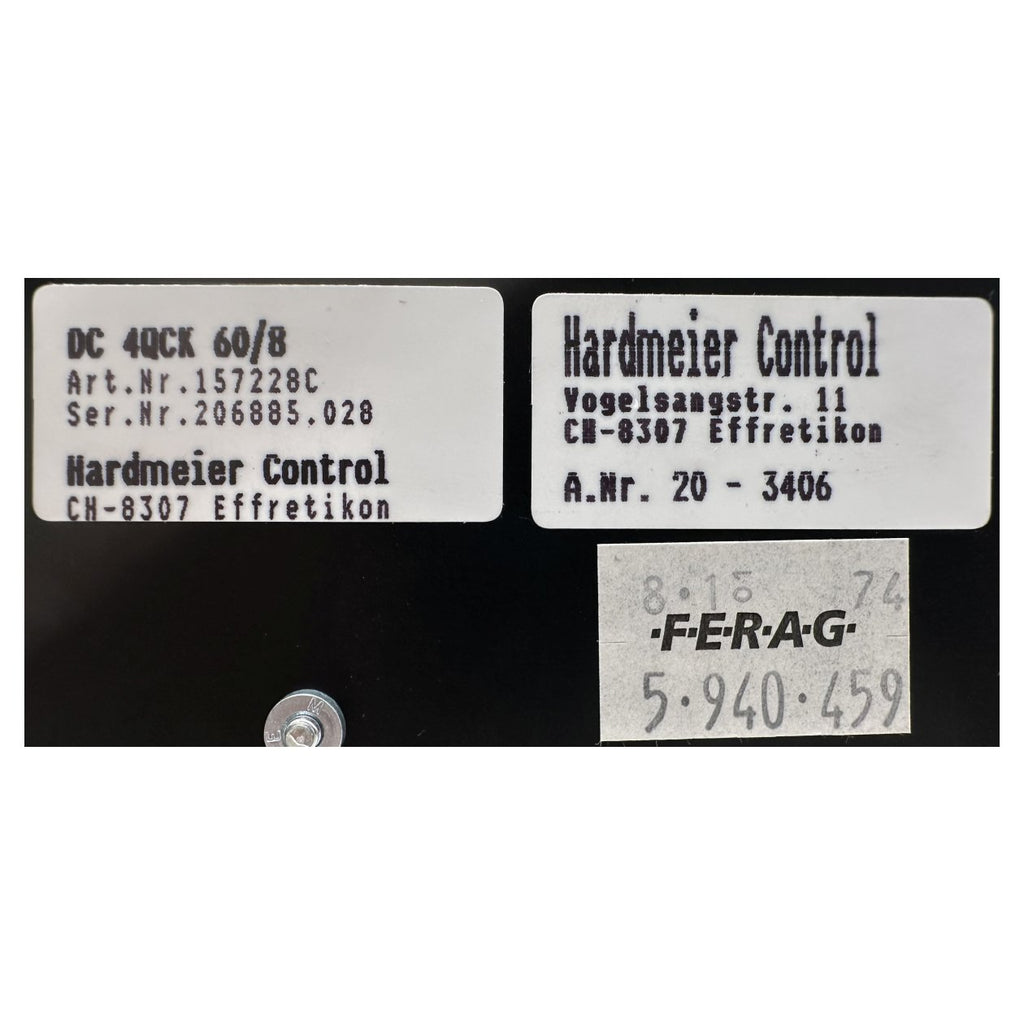 DC 4QCK 60/8
Art.Nr.157228C
Ser.Nr.206885.028
Hardmeier Control
CH-8307 Effretikon
Hardmeier Control
Vogelsangstr. 11
CH-8307 Effretikon
A.Nr. 20 - 3406
74
·F·E·R·A·G·
5·940·459